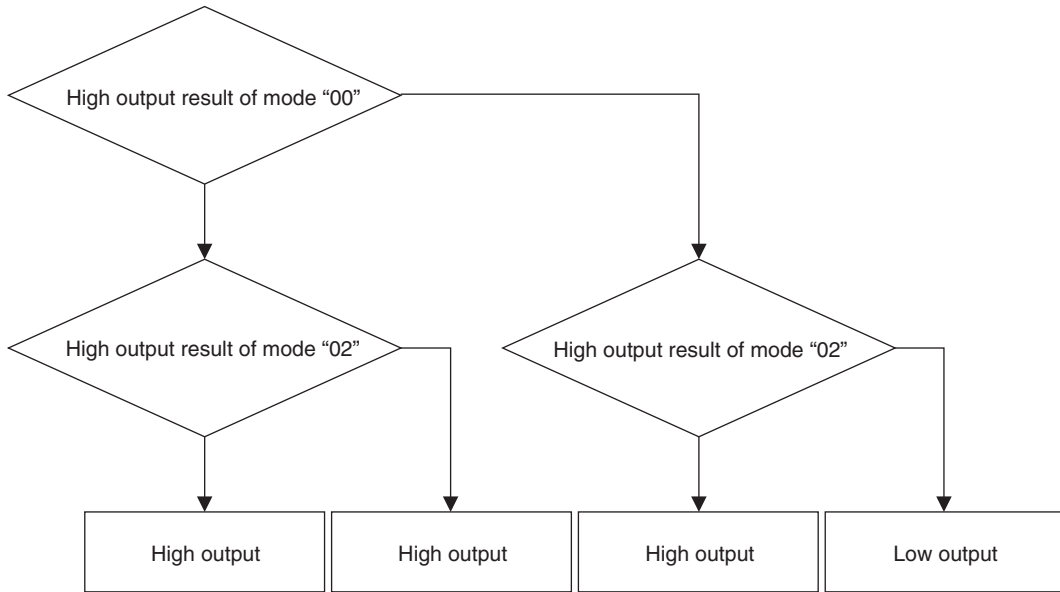 High output result of mode “00”
High output result of mode “02”
High output result of mode “02”
High output
High output
High output
Low output